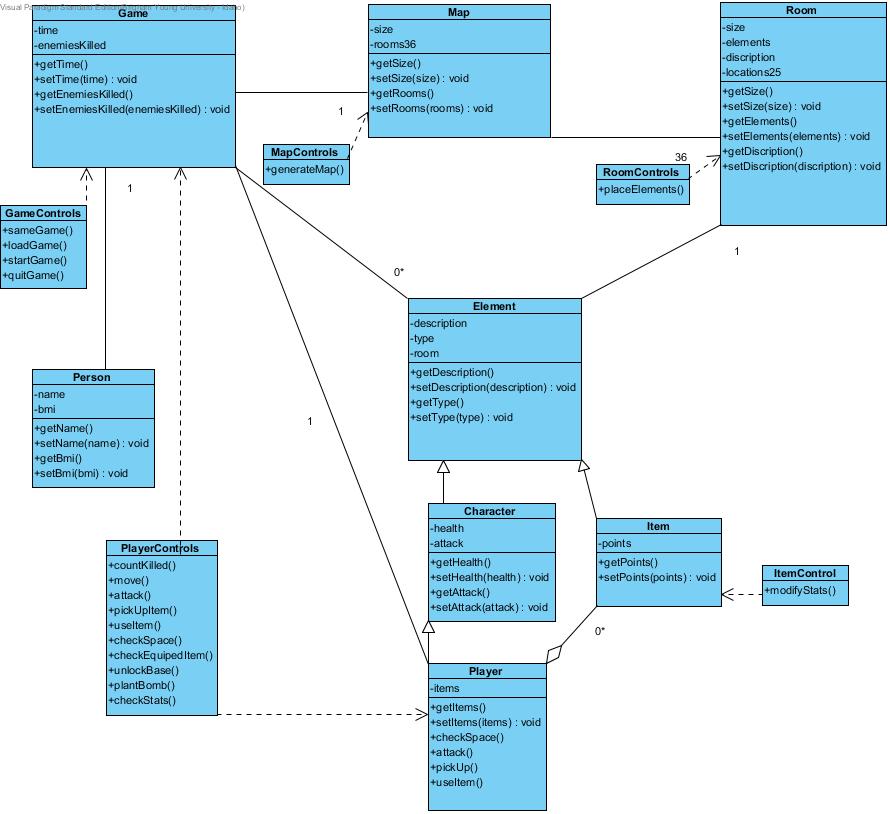 Visual Paradigm Standard Edition(Brigham Young University - Idaho)
Game
-time
-enemiesKilled
+getTime()
+setTime(time) : void
+getEnemiesKilled()
+setEnemiesKilled(enemiesKilled) : void
Map
-size
-rooms36
+getSize()
+setSize(size) : void
+getRooms()
+setRooms(rooms) : void
Room
-size
-elements
-discription
-locations25
+getSize()
+setSize(size) : void
+getElements()
+setElements(elements) : void
+getDiscription()
+setDiscription(discription) : void
1
MapControls
+generateMap()
36
RoomControls
+placeElements()
1
GameControls
+sameGame()
+loadGame()
+startGame()
+quitGame()
0*
1
Element
-description
-type
-room
+getDescription()
+setDescription(description) : void
+getType()
+setType(type) : void
Person
-name
-bmi
+getName()
+setName(name) : void
+getBmi()
+setBmi(bmi) : void
1
Character
-health
-attack
+getHealth()
+setHealth(health) : void
+getAttack()
+setAttack(attack) : void
Item
-points
+getPoints()
+setPoints(points) : void
ItemControl
+modifyStats()
PlayerControls
+countKilled()
+move()
+attack()
+pickUpItem()
+useItem()
+checkSpace()
+checkEquipedItem()
+unlockBase()
+plantBomb()
+checkStats()
0*
Player
-items
+getItems()
+setItems(items) : void
+checkSpace()
+attack()
+pickUp()
+useItem()